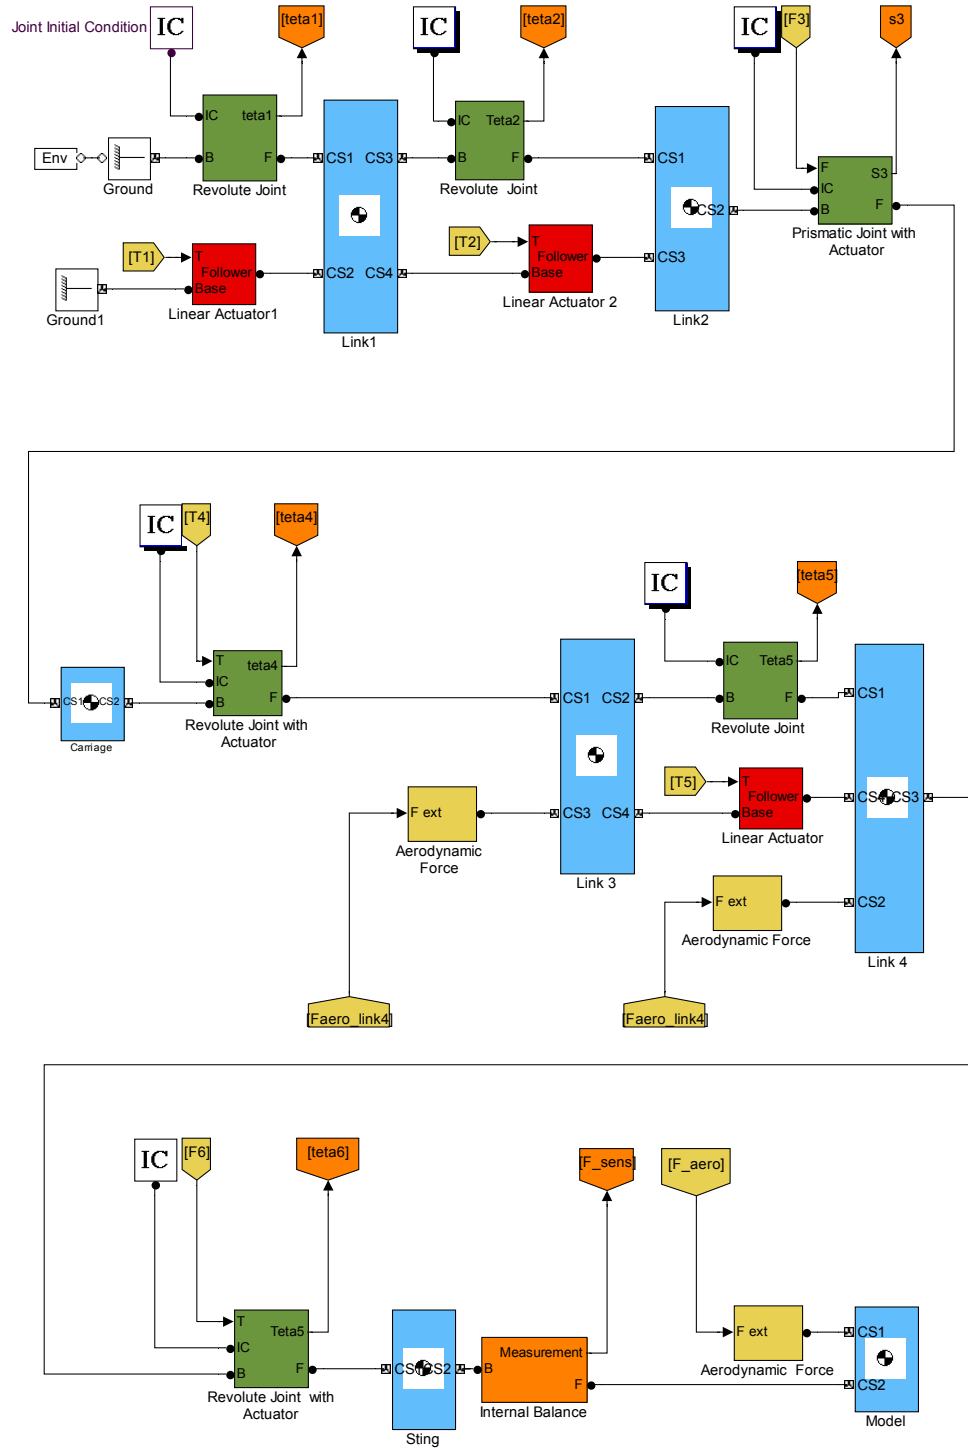 Joint Initial Condition
IC
[teta1]
IC
[teta2]
IC
[F3]
s3
IC
teta1
B
F
Revolute Joint
Env
Ground
CS1
CS3
CS2
CS4
Link1
IC
Teta2
B
F
Revolute Joint
CS1
CS2
CS3
Link2
F
S3
IC
F
B
Prismatic Joint with
Actuator
[T1]
T
Follower
Base
Linear Actuator1
Ground1
[T2]
T
Follower
Base
Linear Actuator 2
IC
[T4]
[teta4]
IC
[teta5]
CS1
CS2
Carriage
T
teta4
IC
F
B
Revolute Joint with
Actuator
CS1
CS2
CS3
CS4
Link 3
IC
Teta5
B
F
Revolute Joint
CS1
CS4
CS3
CS2
Link 4
[T5]
T
Follower
Base
Linear Actuator
F ext
Aerodynamic
Force
F ext
Aerodynamic Force
[Faero_link4]
[Faero_link4]
IC
[F6]
[teta6]
[F_sens]
[F_aero]
T
Teta5
IC
F
B
Revolute Joint with
Actuator
CS1
CS2
Sting
Measurement
B
F
Internal Balance
F ext
Aerodynamic Force
CS1
CS2
Model